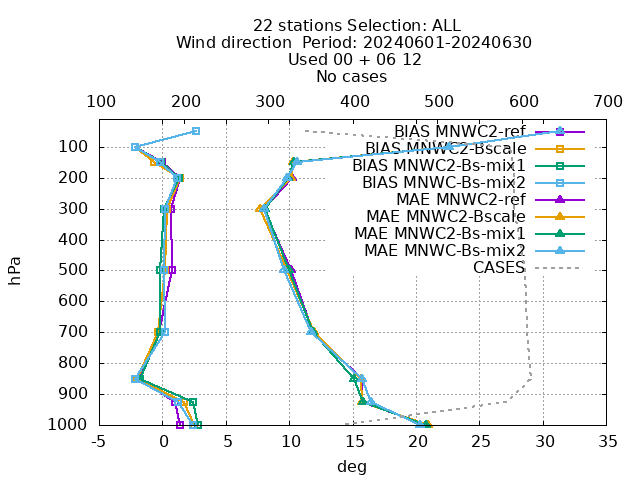 22 stations Selection: ALL
Wind direction  Period: 20240601-20240630
Used 00 + 06 12
No cases
100 200 300 400 500 600 700
BIAS MNWC2-ref
BIAS MNWC2-Bscale
BIAS MNWC2-Bs-mix1
BIAS MNWC-Bs-mix2
MAE MNWC2-ref
MAE MNWC2-Bscale
MAE MNWC2-Bs-mix1
MAE MNWC-Bs-mix2
CASES
hPa
100
200
300
400
500
600
700
800
900
1000
-5 0 5 10 15 20 25 30 35
deg